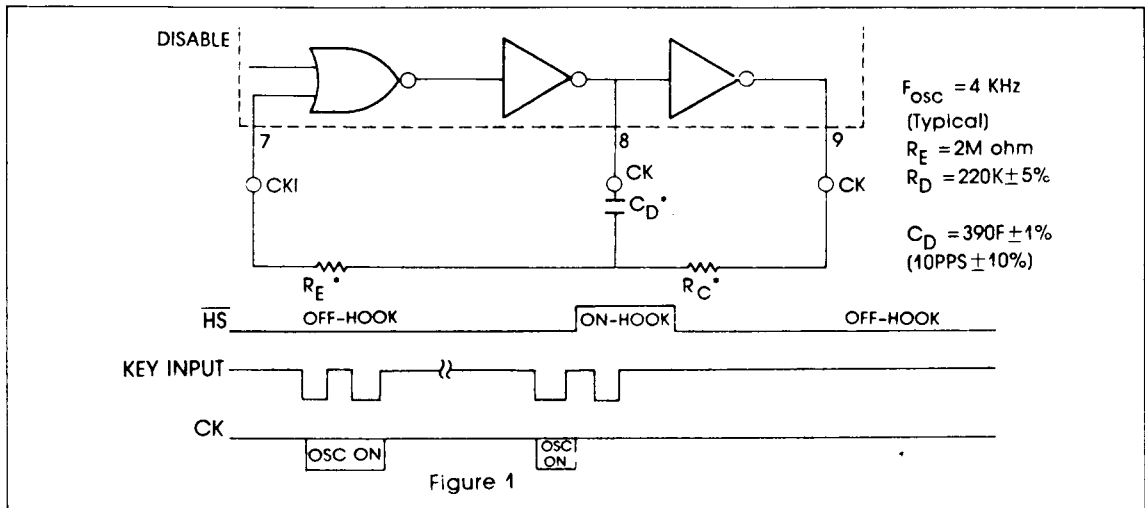 DISABLE
7
8
9
CKI
CK
C_D*
CK
R_E*
R_C*
F_OSC = 4 KHz
(Typical)
R_E = 2M ohm
R_D = 220K±5%
C_D = 390F±1%
(10PPS±10%)
HS
OFF-HOOK
ON-HOOK
OFF-HOOK
KEY INPUT
CK
OSC ON
OSC
ON
Figure 1